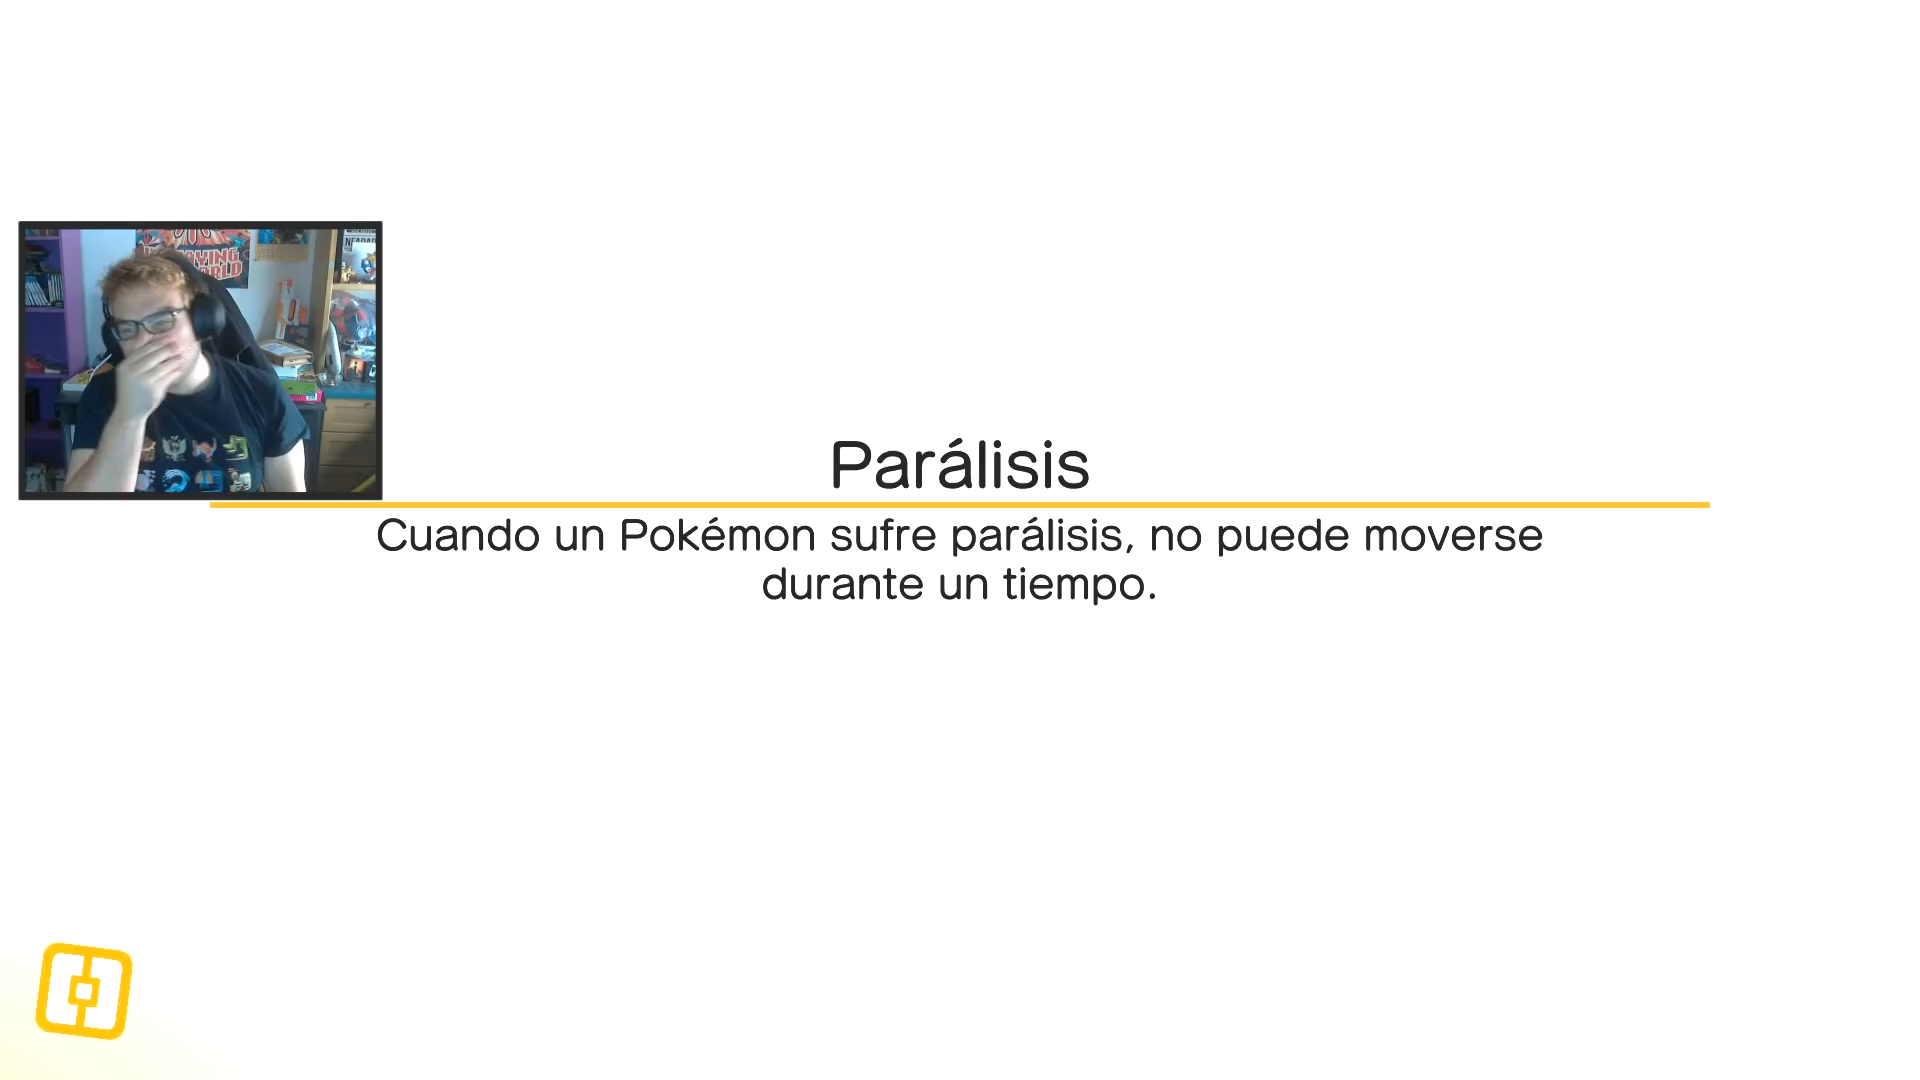 Parálisis
Cuando un Pokémon sufre parálisis, no puede moverse
durante un tiempo.